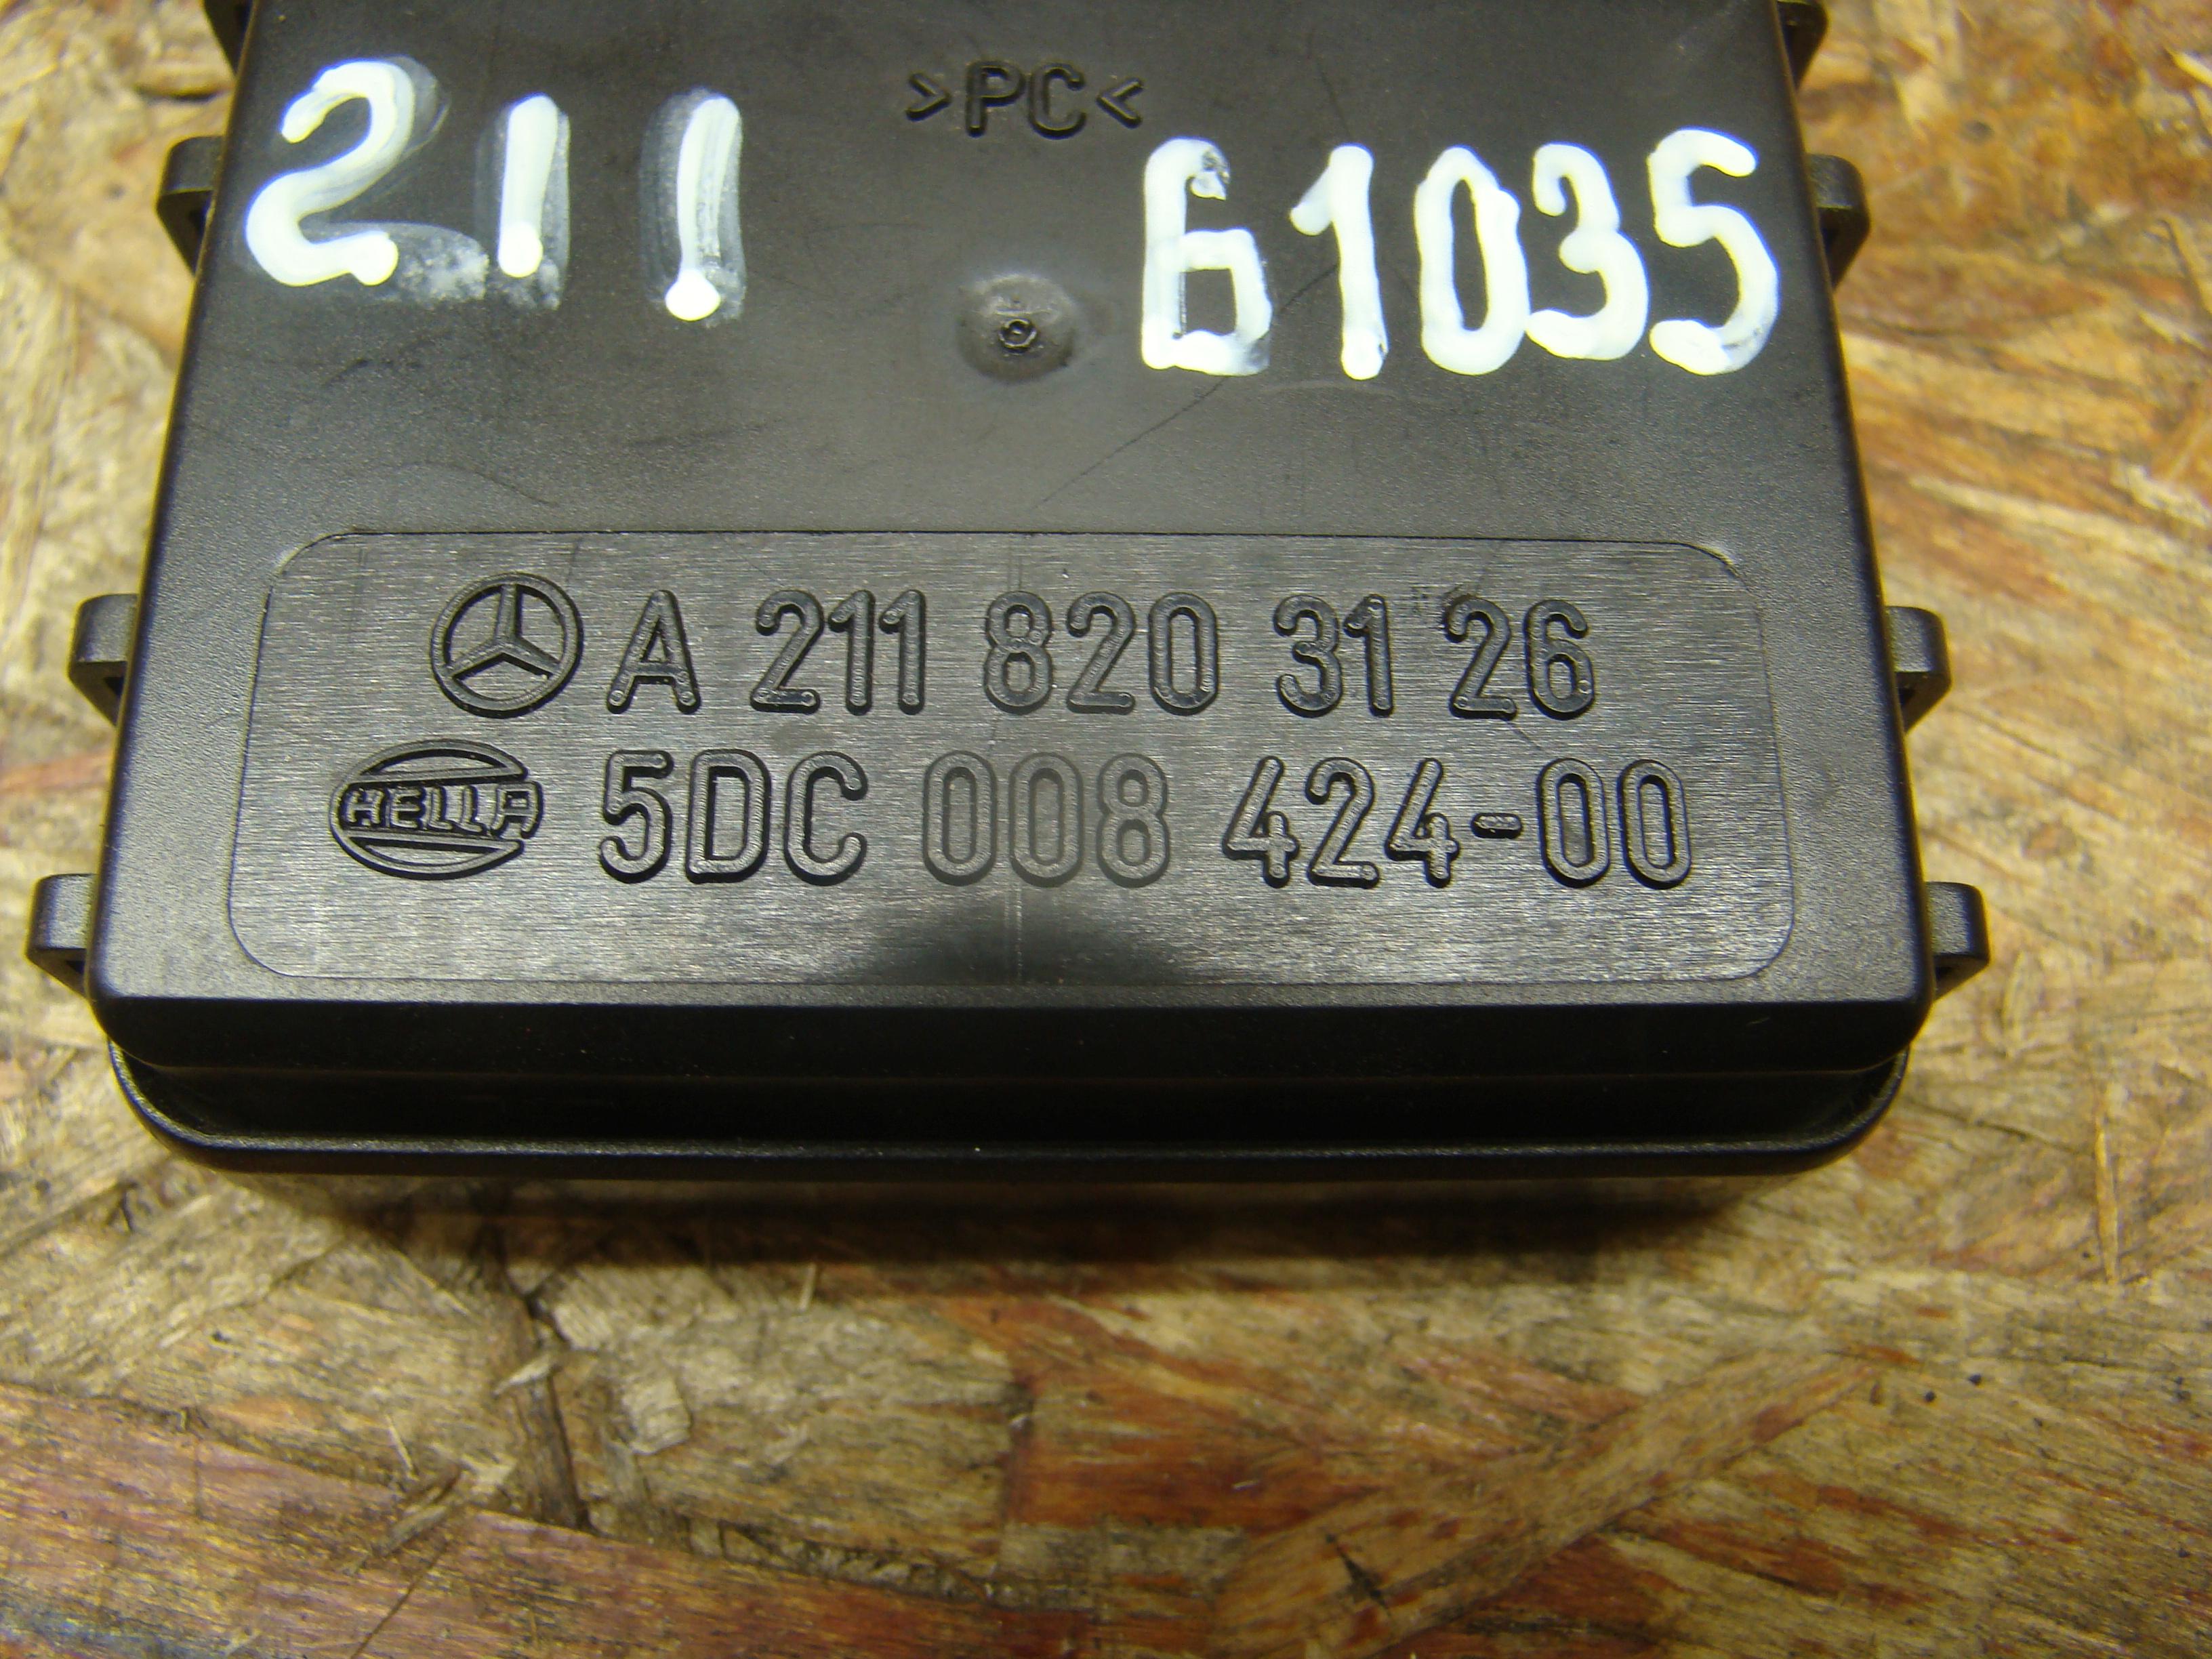 >PC<
211 61035
A 211 820 31 26
HELLA 5DC 008 424-00